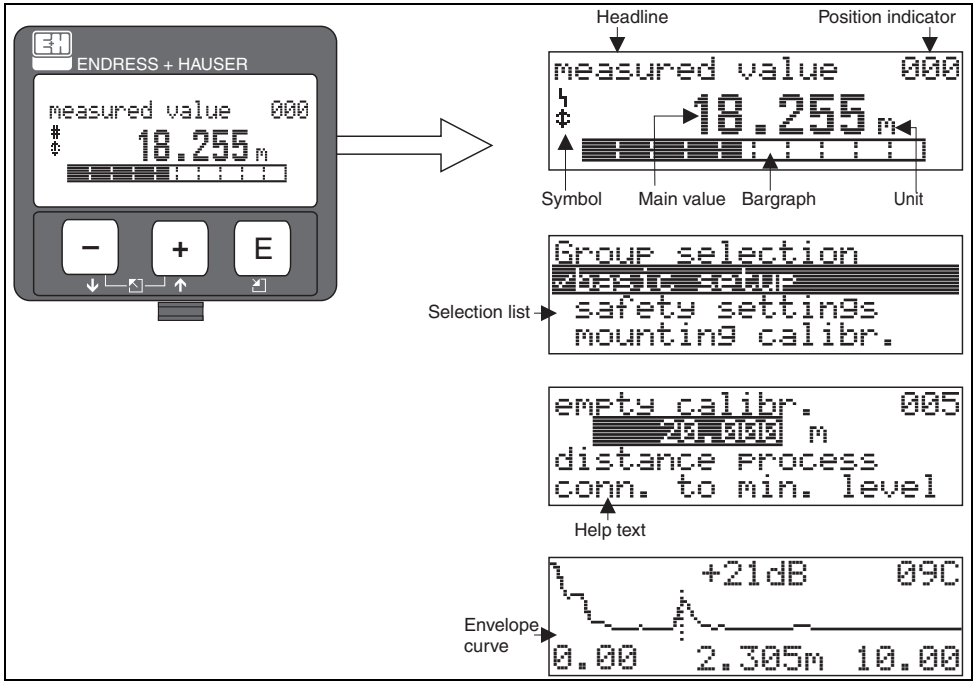 E+H
ENDRESS + HAUSER
measured value 000
18.255 m
–
+
E
Headline
Position indicator
measured value 000
18.255 m
Symbol
Main value
Bargraph
Unit
Group selection
✓basic setup
safety settings
mounting calibr.
Selection list
empty calibr. 005
20.000 m
distance process
conn. to min. level
Help text
+21dB 09C
Envelope
curve
0.00 2.305m 10.00